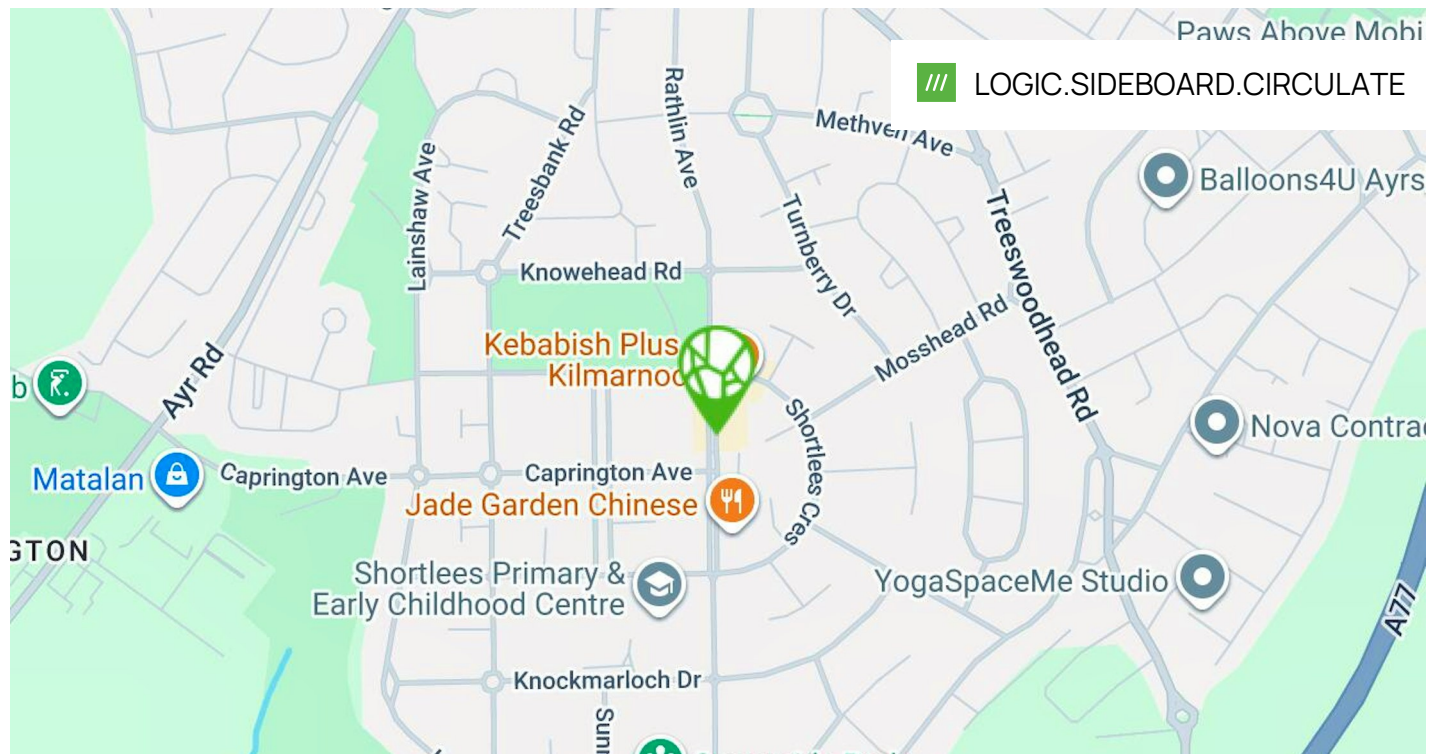 Paws Above Mobi
/// LOGIC.SIDEBOARD.CIRCULATE
Rathlin Ave
Methven Ave
Treesbank Rd
Lainshaw Ave
Balloons4U Ayrs
Turnberry Dr
Treeswoodhead Rd
Knowehead Rd
Mosshead Rd
Kebabish Plus
Kilmarnoc
Ayr Rd
b
Shortlees Cres
Nova Contrac
Matalan
Caprington Ave
Caprington Ave
Jade Garden Chinese
GTON
Shortlees Primary &
Early Childhood Centre
YogaSpaceMe Studio
A77
Knockmarloch Dr